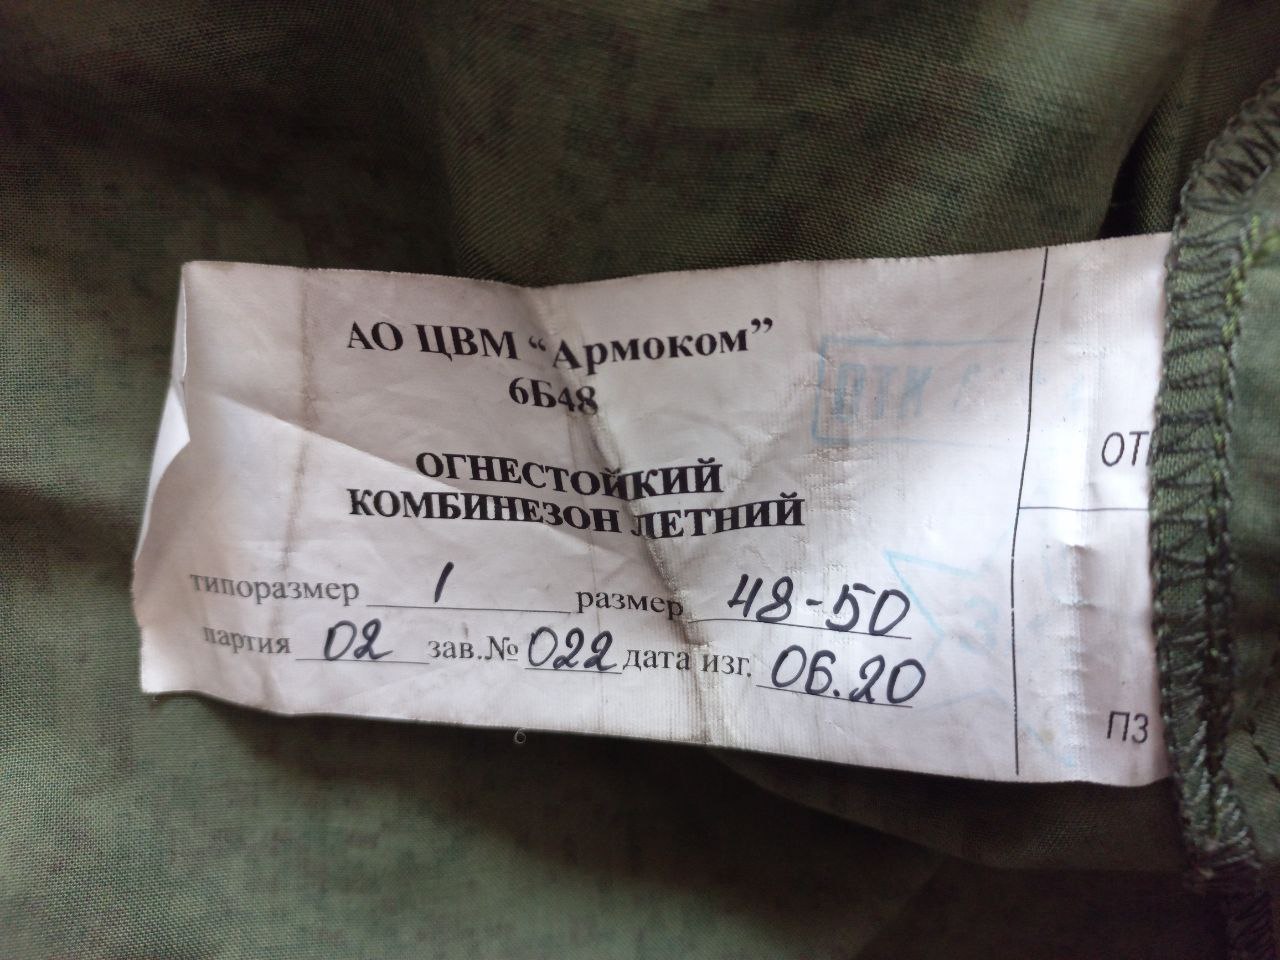 АО ЦВМ “Армоком”
6Б48
ОГНЕСТОЙКИЙ
КОМБИНЕЗОН ЛЕТНИЙ
типоразмер 1 размер 48-50
партия 02 зав.№ 022 дата изг. 06.20
ПЗ